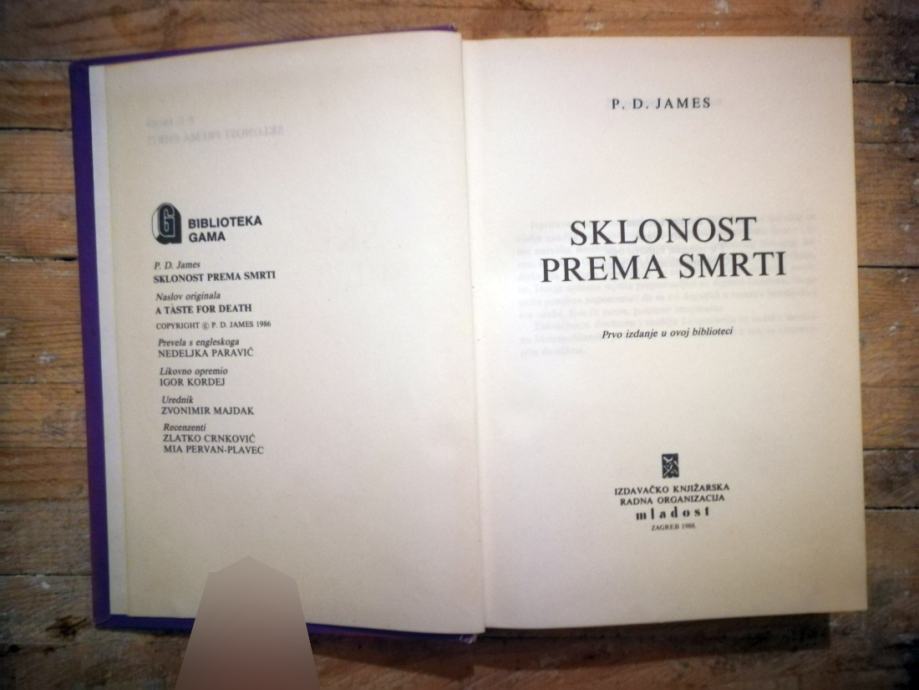 BIBLIOTEKA
GAMA
P. D. James
SKLONOST PREMA SMRTI
Naslov originala
A TASTE FOR DEATH
COPYRIGHT © P. D. JAMES 1986
Prevela s engleskoga
NEDELJKA PARAVIĆ
Likovno opremio
IGOR KORDEJ
Urednik
ZVONIMIR MAJDAK
Recenzenti
ZLATKO CRNKOVIĆ
MIA PERVAN-PLAVEC
P. D. JAMES
SKLONOST
PREMA SMRTI
Prvo izdanje u ovoj biblioteci
IZDAVAČKO KNJIŽARSKA
RADNA ORGANIZACIJA
mladost
ZAGREB 1988.